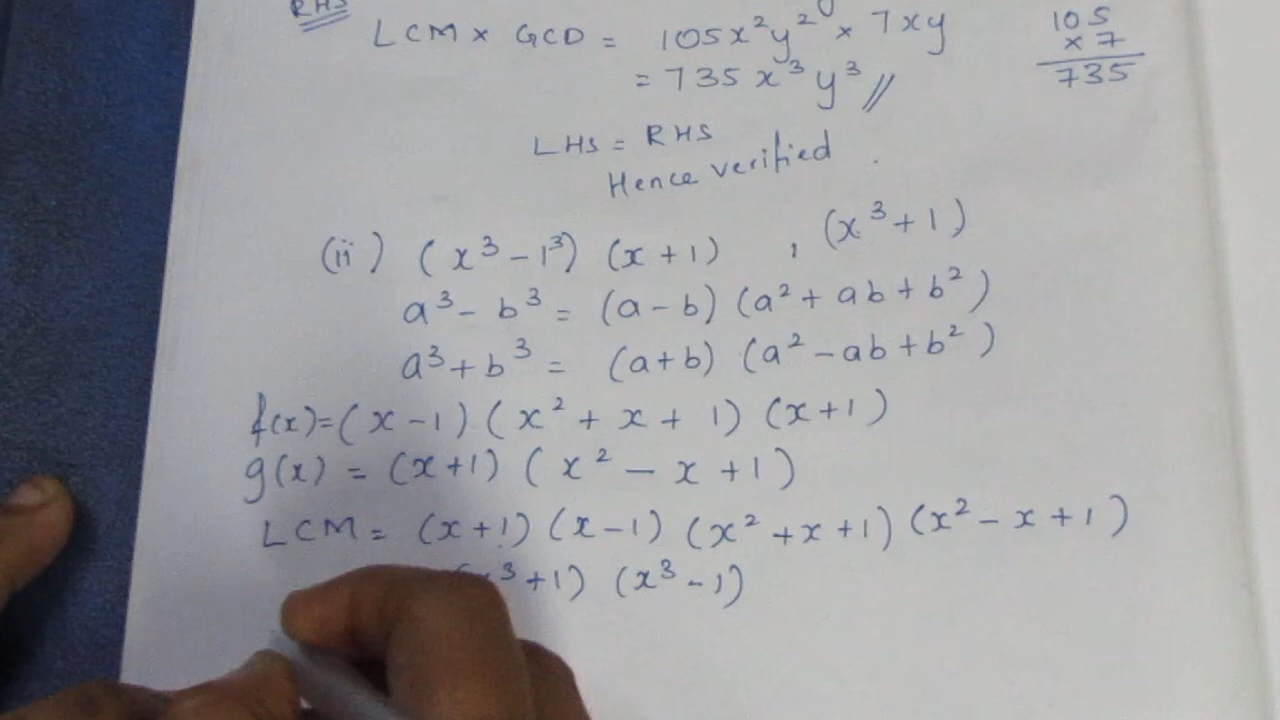 RHS
LCM × GCD = 105x²y² × 7xy
= 735x³y³ //
105
× 7
735
LHS = RHS
Hence verified.
(ii) (x³ - 1³) (x + 1) , (x³ + 1)
a³ - b³ = (a - b) (a² + ab + b²)
a³ + b³ = (a + b) (a² - ab + b²)
f(x) = (x - 1) (x² + x + 1) (x + 1)
g(x) = (x + 1) (x² - x + 1)
LCM = (x + 1) (x - 1) (x² + x + 1) (x² - x + 1)
³ + 1) (x³ - 1)